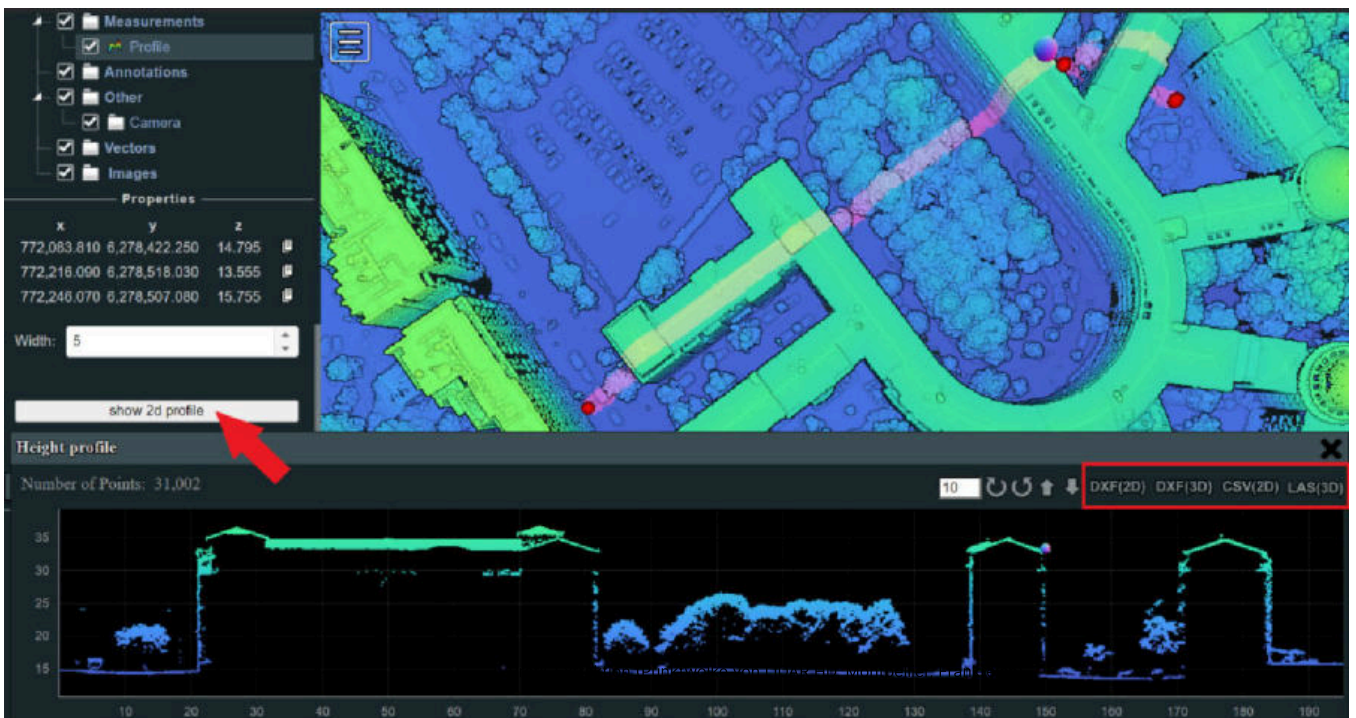 Measurements
Profile
Annotations
Other
Camera
Vectors
Images
Properties
x y z
772,083.810 6,278,422.250 14.795
772,216.090 6,278,518.030 13.555
772,246.070 6,278,507.080 15.755
Width: 5
show 2d profile
Height profile
Number of Points: 31,002
10 DXF(2D) DXF(3D) CSV(2D) LAS(3D)
35
30
25
20
15
10 20 30 40 50 60 70 80 90 100 110 120 130 140 150 160 170 180 190